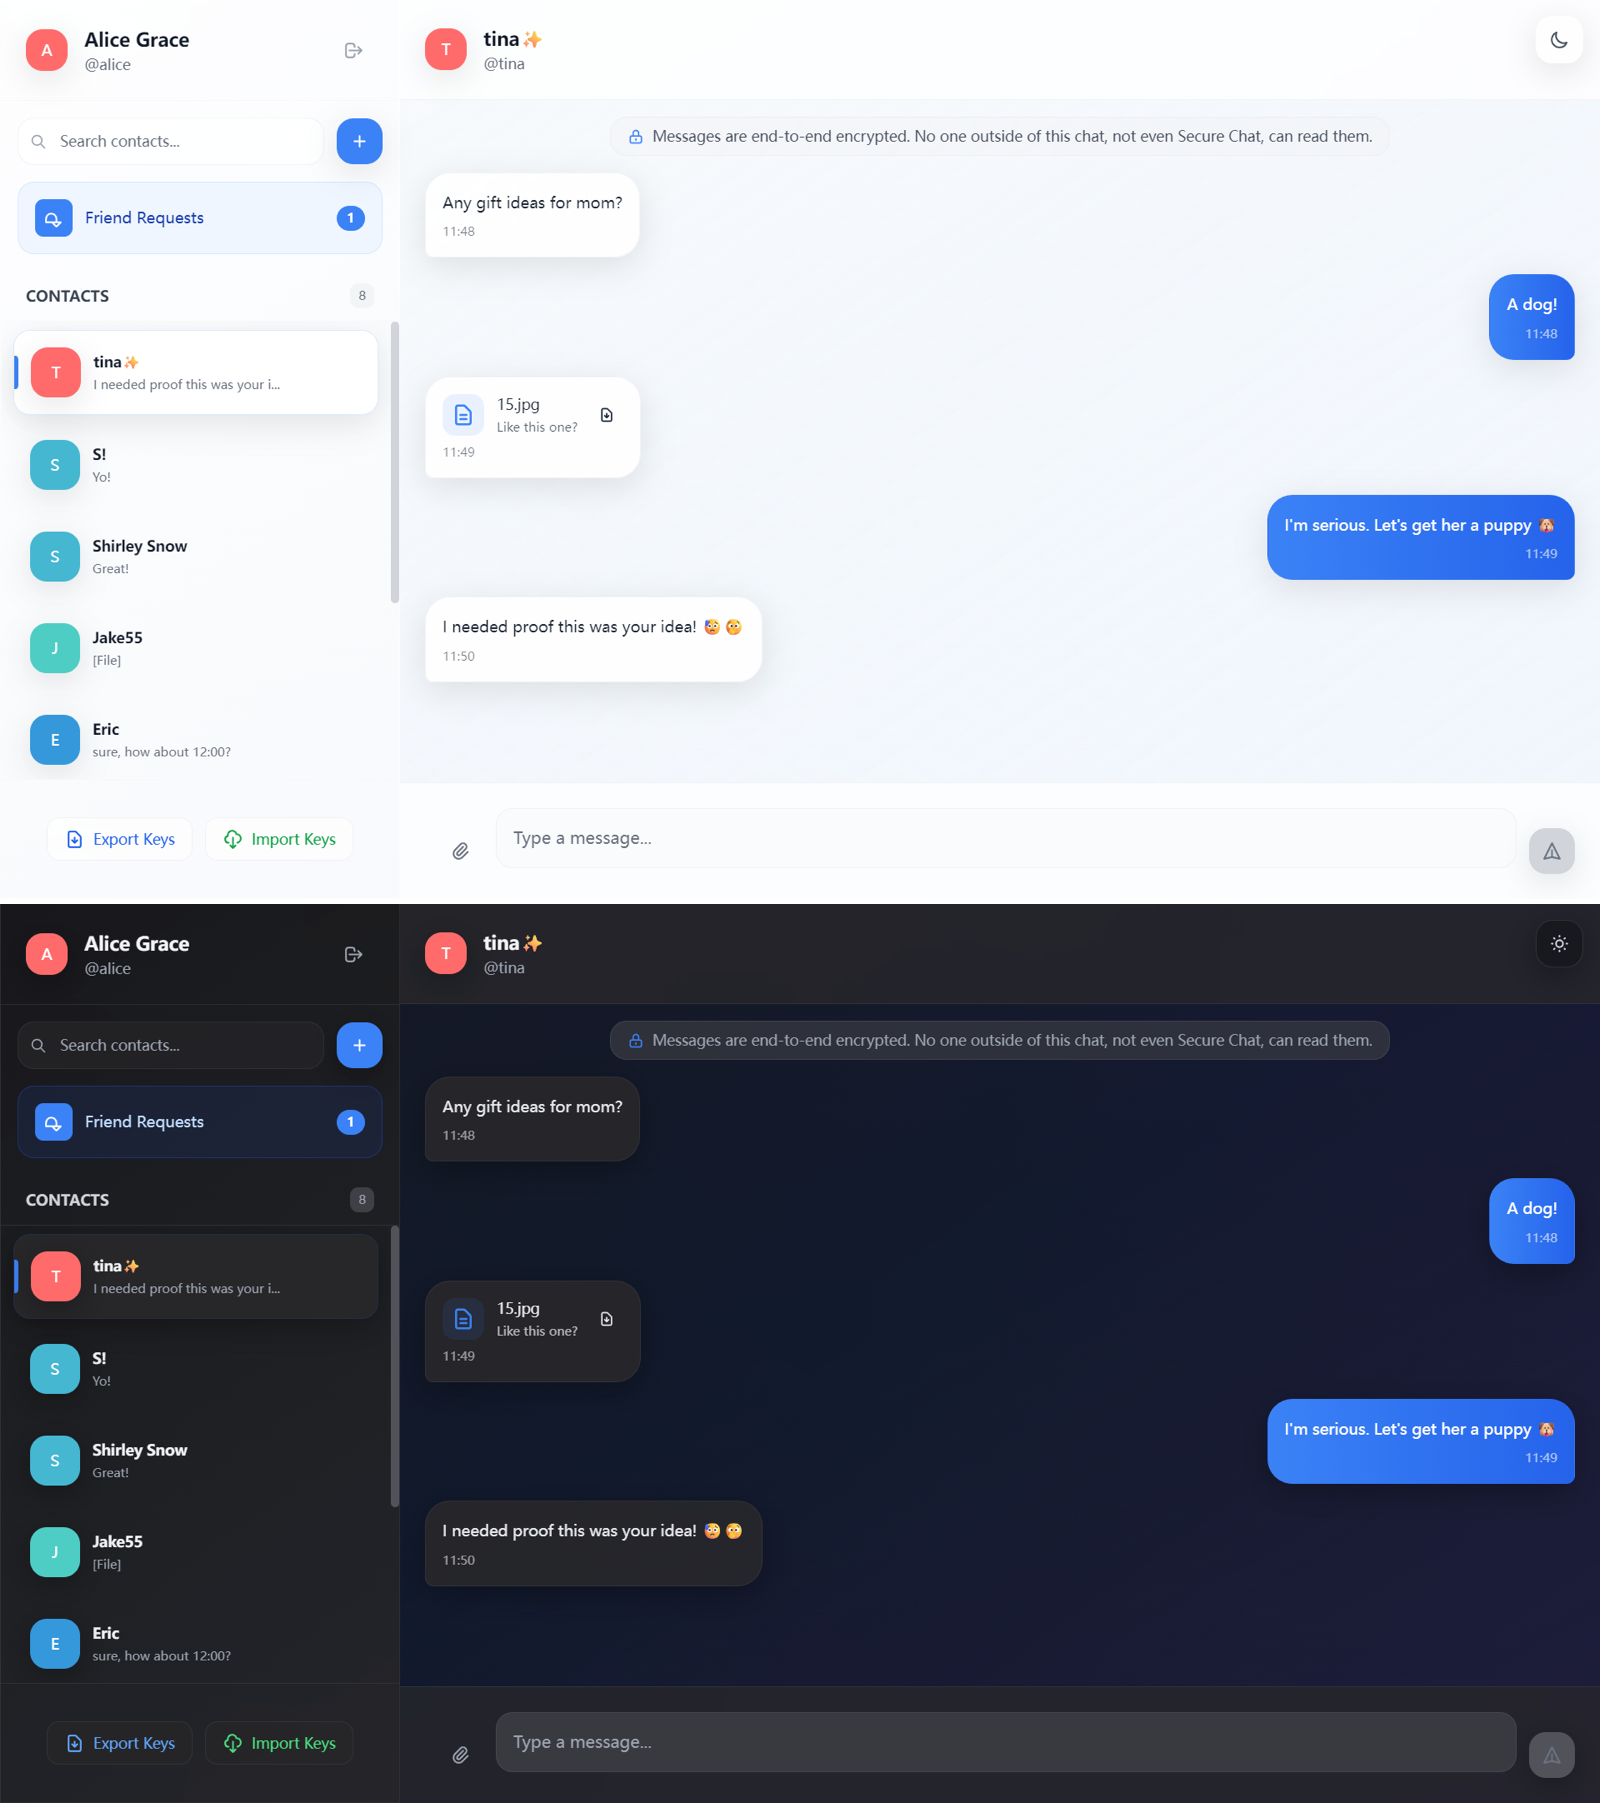 A
Alice Grace
@alice
Search contacts...
+
Friend Requests
1
CONTACTS
8
T
tina✨
I needed proof this was your i...
S
S!
Yo!
S
Shirley Snow
Great!
J
Jake55
[File]
E
Eric
sure, how about 12:00?
Export Keys
Import Keys
T
tina✨
@tina
Messages are end-to-end encrypted. No one outside of this chat, not even Secure Chat, can read them.
Any gift ideas for mom?
11:48
A dog!
11:48
15.jpg
Like this one?
11:49
I'm serious. Let's get her a puppy 🐶
11:49
I needed proof this was your idea! 😰🤭
11:50
Type a message...
A
Alice Grace
@alice
Search contacts...
+
Friend Requests
1
CONTACTS
8
T
tina✨
I needed proof this was your i...
S
S!
Yo!
S
Shirley Snow
Great!
J
Jake55
[File]
E
Eric
sure, how about 12:00?
Export Keys
Import Keys
T
tina✨
@tina
Messages are end-to-end encrypted. No one outside of this chat, not even Secure Chat, can read them.
Any gift ideas for mom?
11:48
A dog!
11:48
15.jpg
Like this one?
11:49
I'm serious. Let's get her a puppy 🐶
11:49
I needed proof this was your idea! 😰🤭
11:50
Type a message...